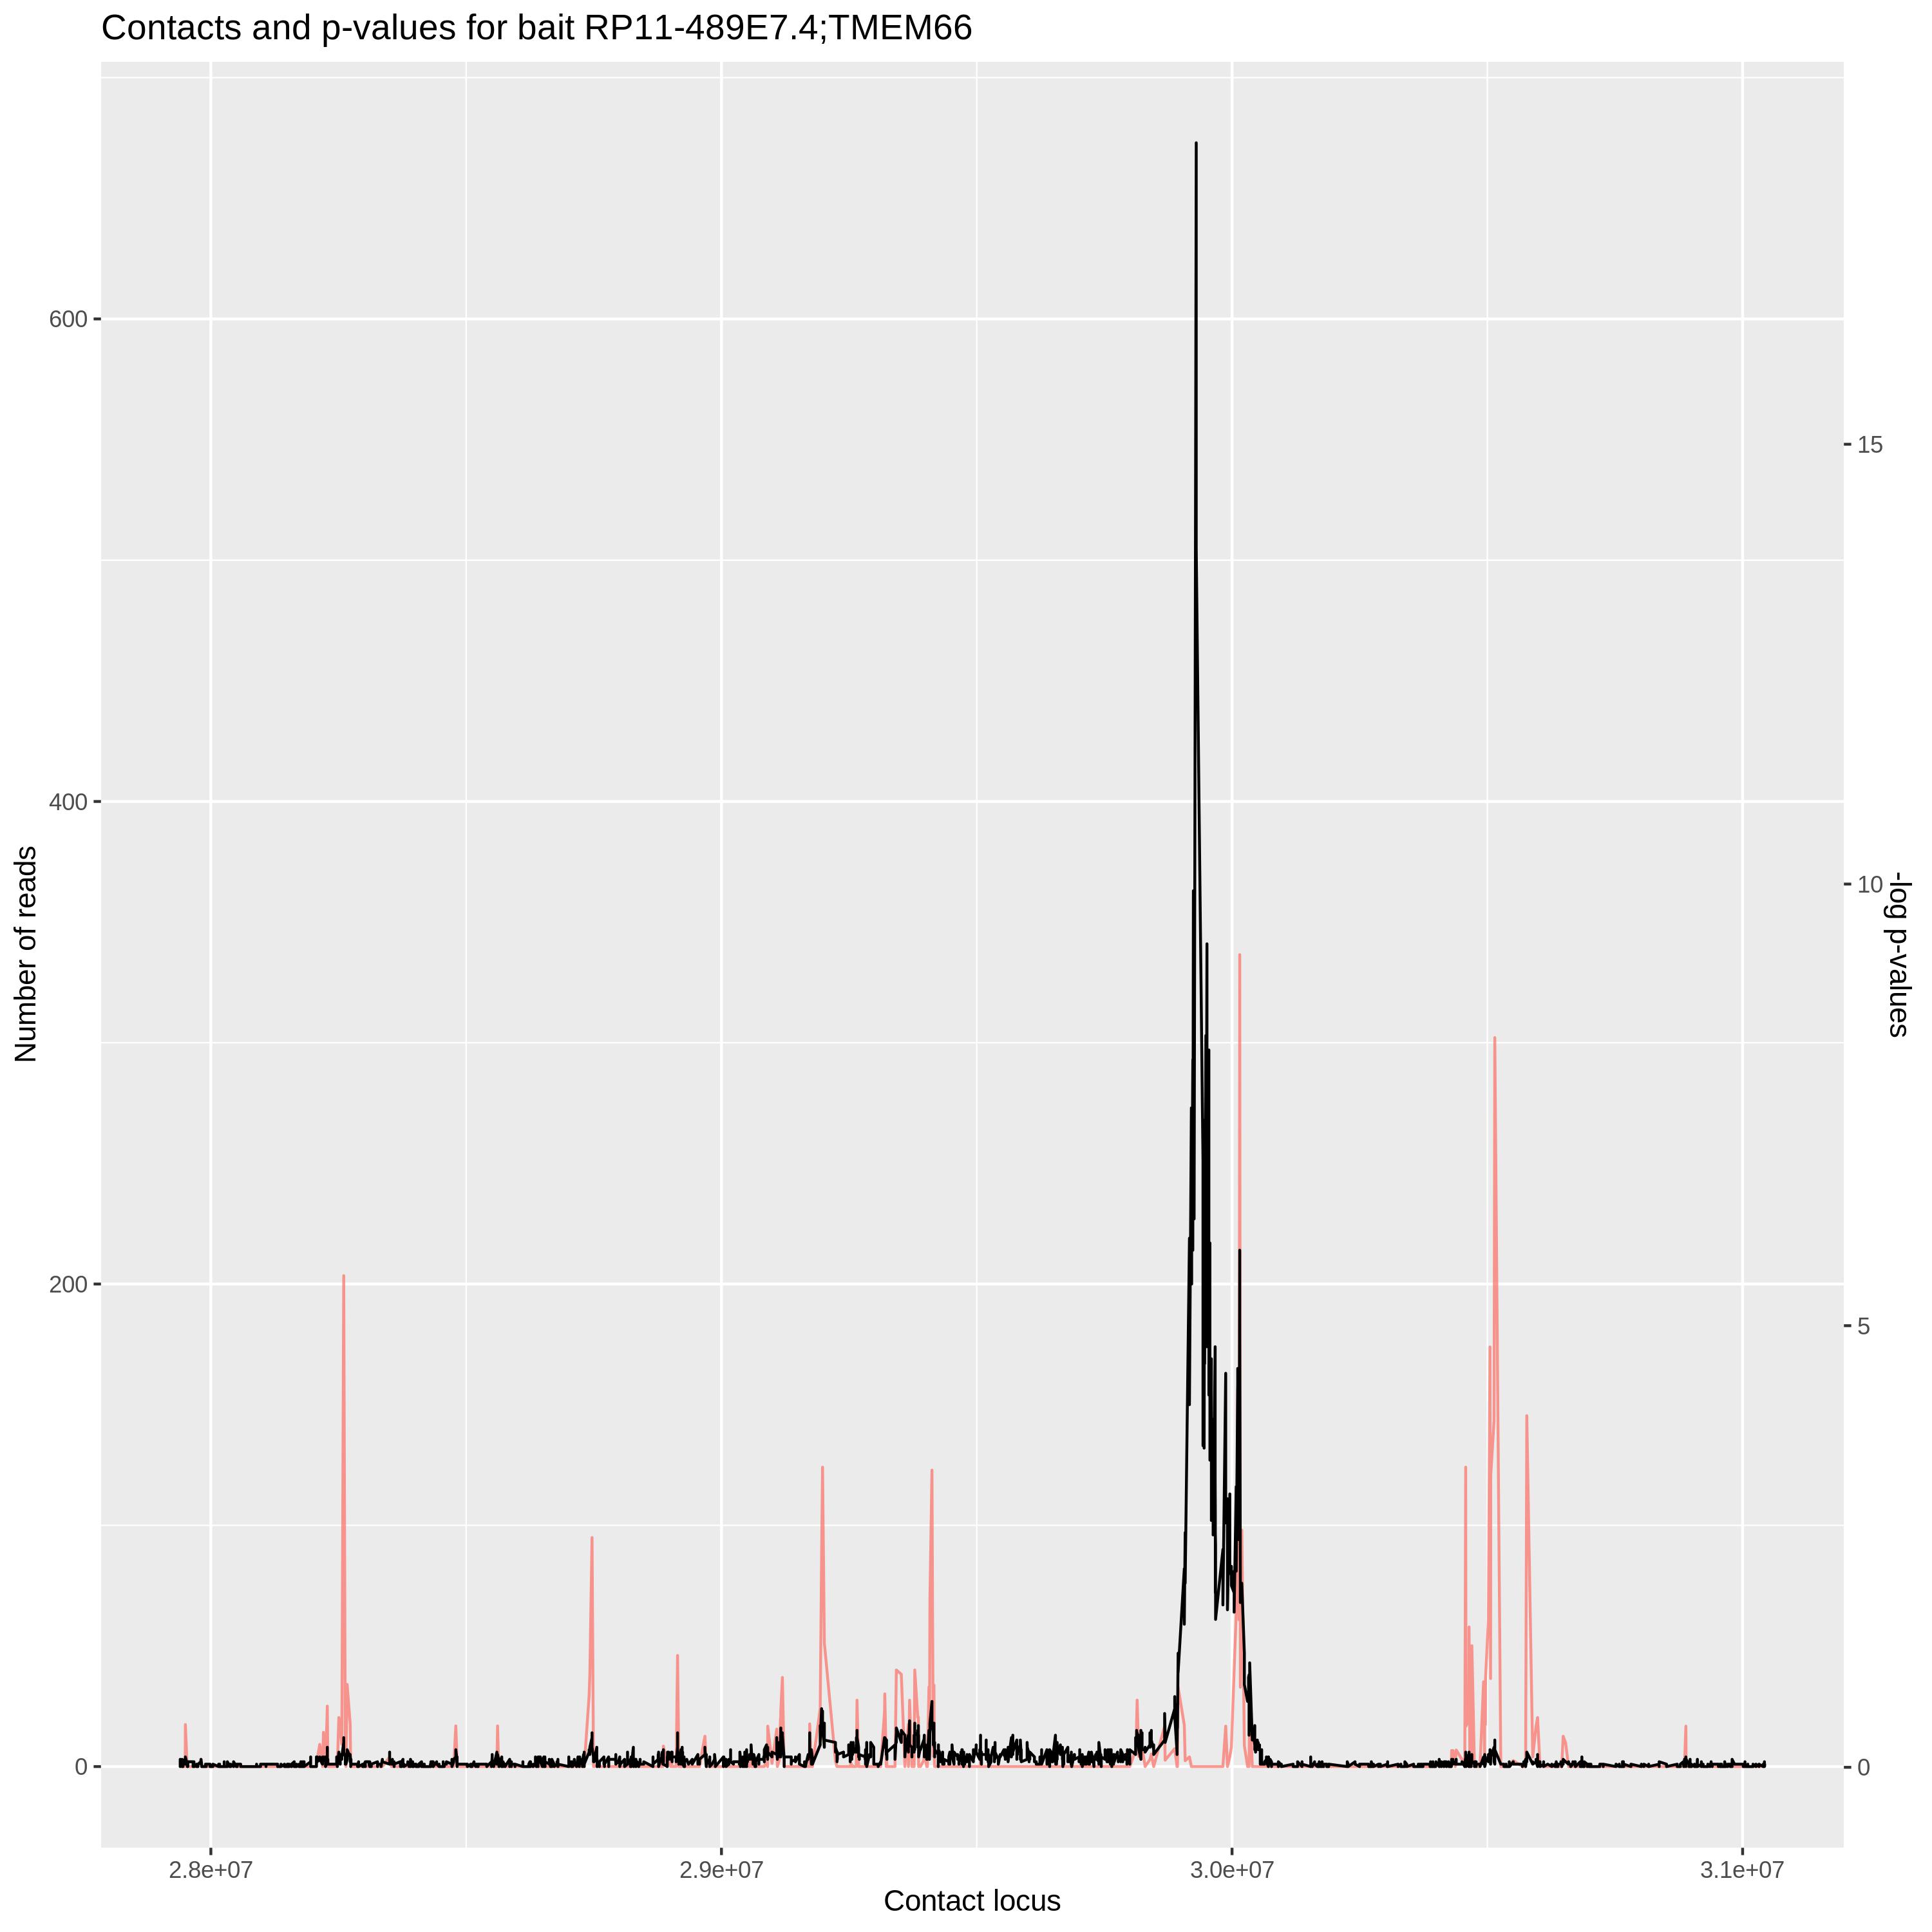 Contacts and p-values for bait RP11-489E7.4;TMEM66
Number of reads
600
400
200
0
15
10
5
0
-log p-values
2.8e+07
2.9e+07
3.0e+07
3.1e+07
Contact locus